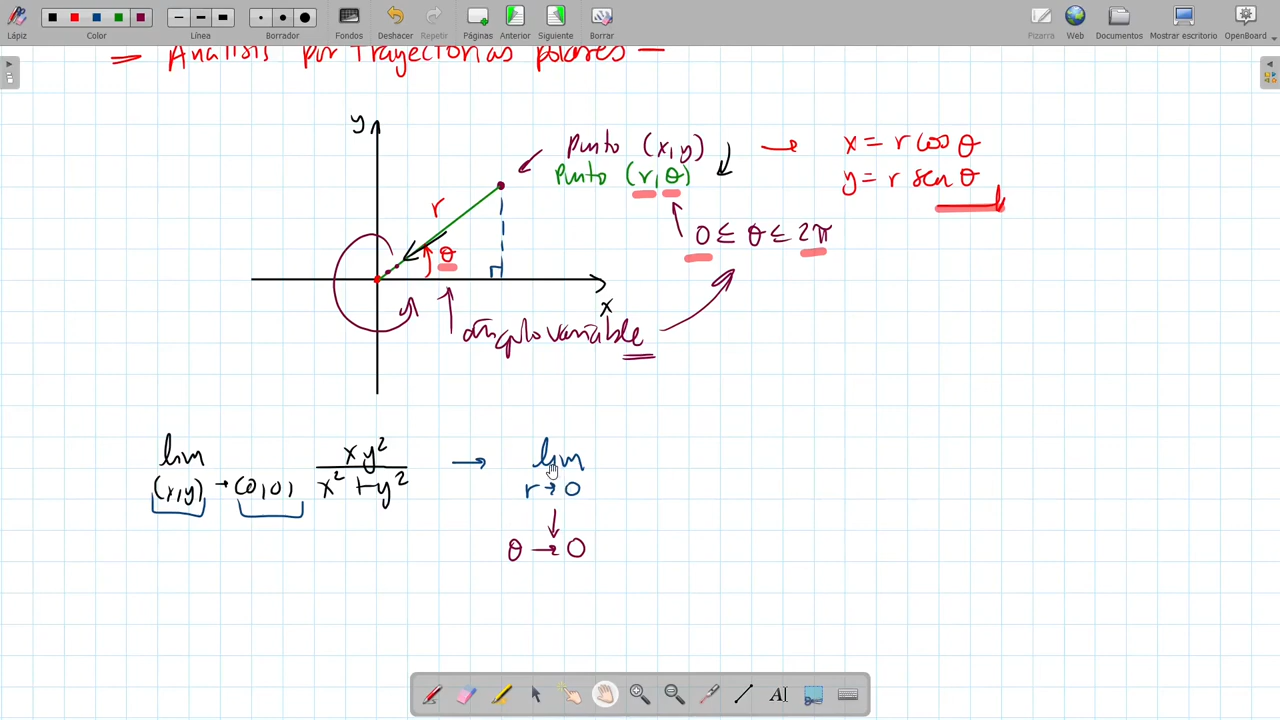 Lápiz Color Línea Borrador Fondos Deshacer Repetir Páginas Anterior Siguiente Borrar Pizarra Web Documentos Mostrar escritorio OpenBoard
Análisis por Trayectorias polares
y
Punto (x,y) → x = r cos θ
Punto (r,θ) y = r sen θ
r
θ
0 ≤ θ ≤ 2π
x
ángulo variable
lim xy² → lim
(x,y) → (0,0) x² + y² r → 0
θ → 0
AI